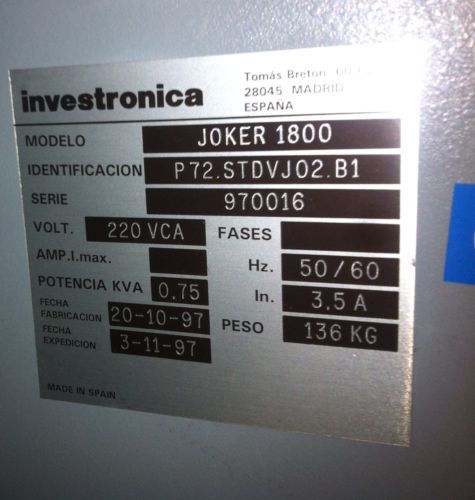 investronica
Tomás Breton
28045 MADRID
ESPAÑA
MODELO JOKER 1800
IDENTIFICACION P72.STDVJ02.B1
SERIE 970016
VOLT. 220 VCA FASES
AMP.I.max. Hz. 50/60
POTENCIA KVA 0.75 In. 3.5 A
FECHA
FABRICACION 20-10-97 PESO 136 KG
FECHA
EXPEDICION 3-11-97
MADE IN SPAIN